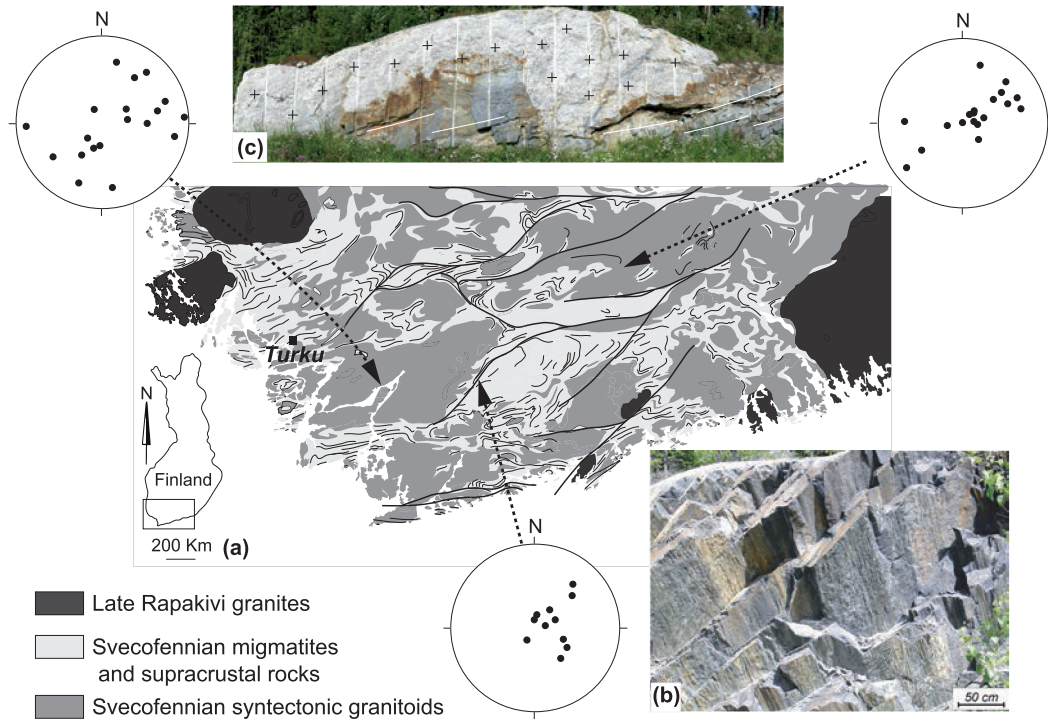 N
N
(c)
Turku
N
Finland
200 Km
(a)
N
Late Rapakivi granites
Svecofennian migmatites
and supracrustal rocks
Svecofennian syntectonic granitoids
(b)
50 cm